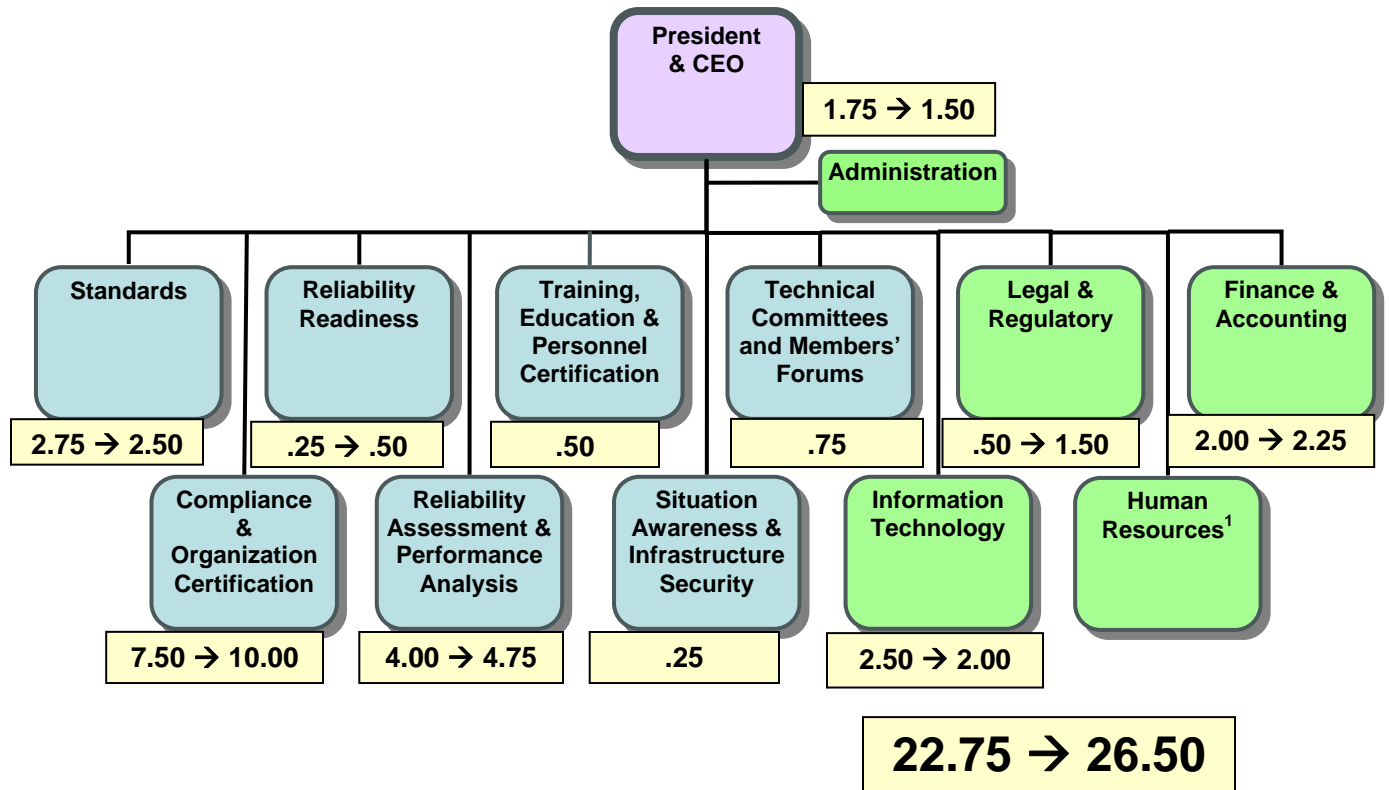 President
& CEO
1.75 → 1.50
Administration
Standards
2.75 → 2.50
Reliability
Readiness
.25 → .50
Training,
Education &
Personnel
Certification
.50
Technical
Committees
and Members’
Forums
.75
Legal &
Regulatory
.50 → 1.50
Finance &
Accounting
2.00 → 2.25
Compliance
&
Organization
Certification
7.50 → 10.00
Reliability
Assessment &
Performance
Analysis
4.00 → 4.75
Situation
Awareness &
Infrastructure
Security
.25
Information
Technology
2.50 → 2.00
Human
Resources¹
22.75 → 26.50